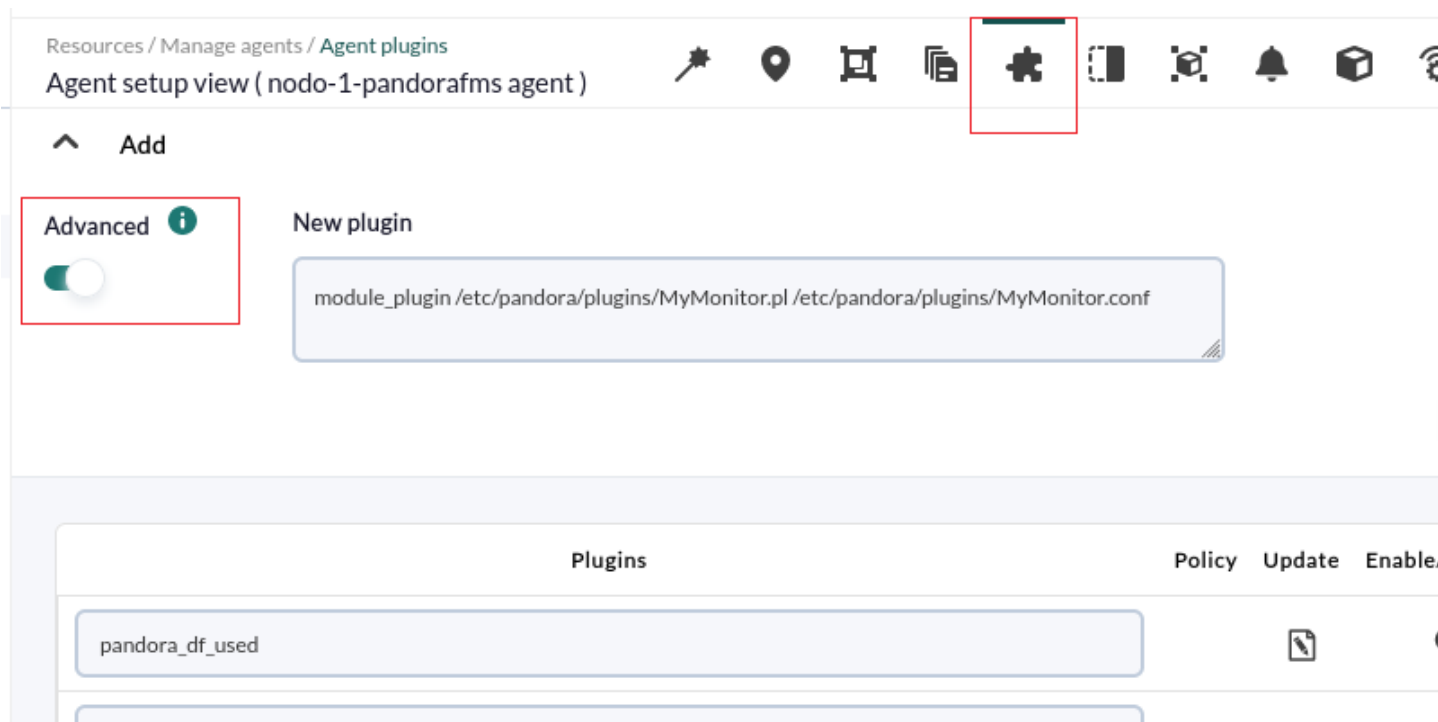 Resources / Manage agents / Agent plugins
Agent setup view ( nodo-1-pandorafms agent )
Add
Advanced
New plugin
module_plugin /etc/pandora/plugins/MyMonitor.pl /etc/pandora/plugins/MyMonitor.conf
Plugins Policy Update Enable
pandora_df_used